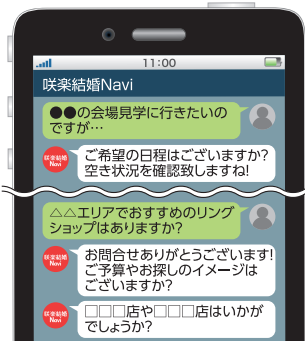 11:00
咲楽結婚Navi
●●の会場見学に行きたいの
ですが…
咲楽結婚
Navi
ご希望の日程はございますか?
空き状況を確認致しますね!
△△エリアでおすすめのリング
ショップはありますか?
咲楽結婚
Navi
お問合せありがとうございます!
ご予算やお探しのイメージは
ございますか?
咲楽結婚
Navi
□□□店や□□□店はいかが
でしょうか?